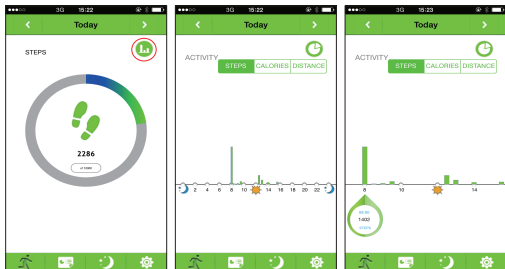 3G 15:22
Today
STEPS
2286
3G 15:22
Today
ACTIVITY
STEPS CALORIES DISTANCE
2 4 6 8 10 14 16 18 20 22
3G 15:23
Today
ACTIVITY
STEPS CALORIES DISTANCE
8 10 14
1402